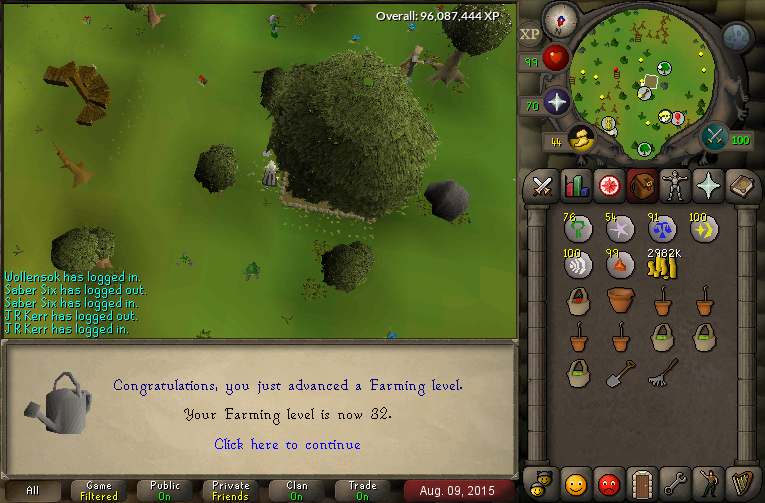 Overall: 96,087,444 XP
XP
N
99
70
44
100
76
54
91
100
100
99
2982K
Wollensok has logged in.
Saber Six has logged out.
Saber Six has logged in.
J R Kerr has logged out.
J R Kerr has logged in.
Congratulations, you just advanced a Farming level.
Your Farming level is now 32.
Click here to continue
All
Game
Filtered
Public
On
Private
Friends
Clan
On
Trade
On
Aug. 09, 2015